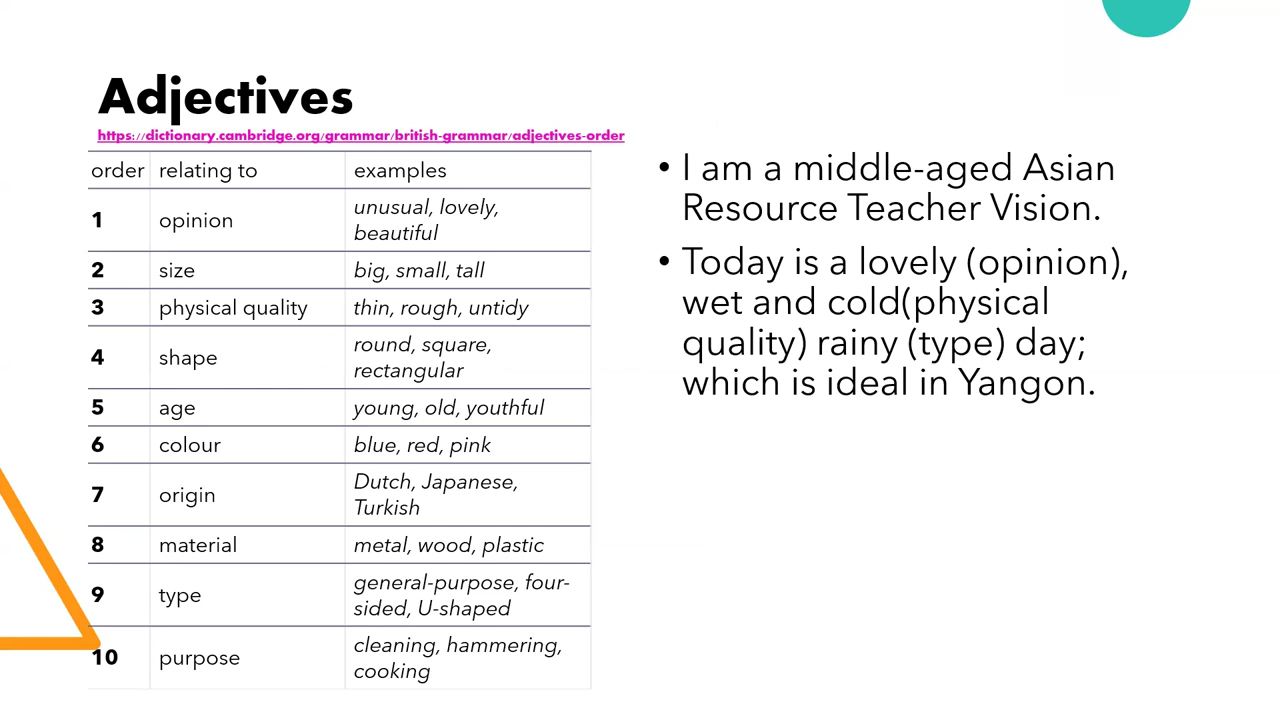 Adjectives
https://dictionary.cambridge.org/grammar/british-grammar/adjectives-order
order relating to examples
1 opinion unusual, lovely,
beautiful
2 size big, small, tall
3 physical quality thin, rough, untidy
4 shape round, square,
rectangular
5 age young, old, youthful
6 colour blue, red, pink
7 origin Dutch, Japanese,
Turkish
8 material metal, wood, plastic
9 type general-purpose, four-
sided, U-shaped
10 purpose cleaning, hammering,
cooking
• I am a middle-aged Asian
Resource Teacher Vision.
• Today is a lovely (opinion),
wet and cold(physical
quality) rainy (type) day;
which is ideal in Yangon.